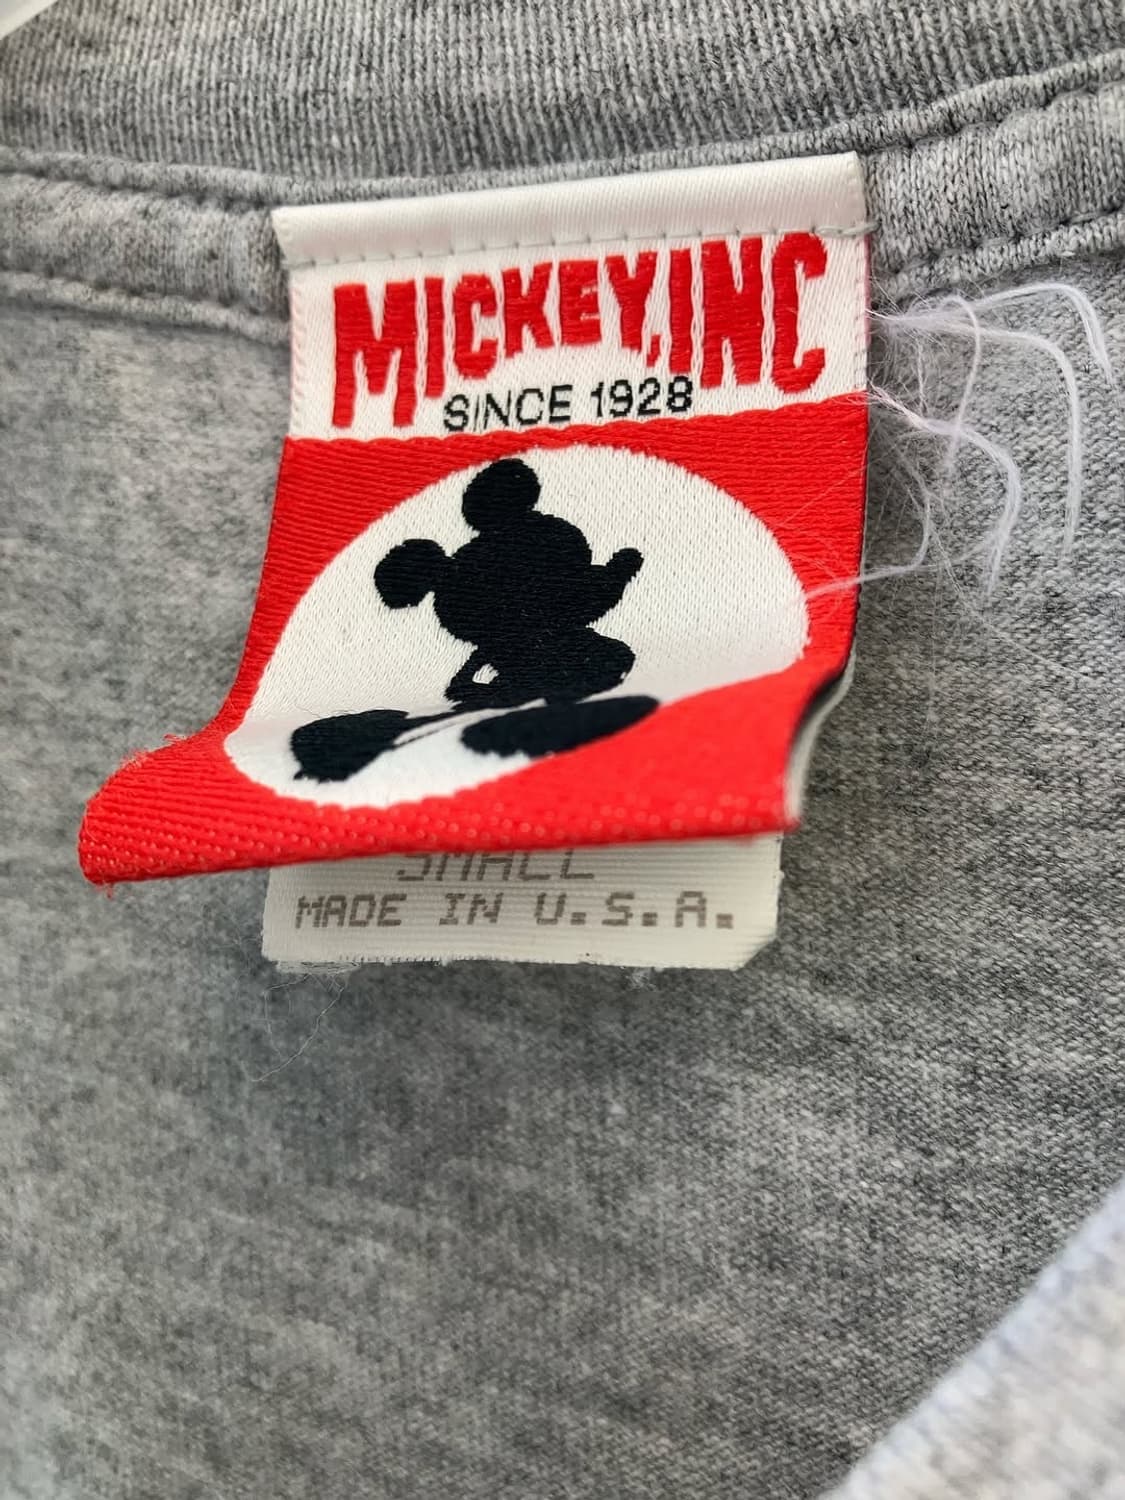 MICKEY, INC
SINCE 1928
SMALL
MADE IN U.S.A.